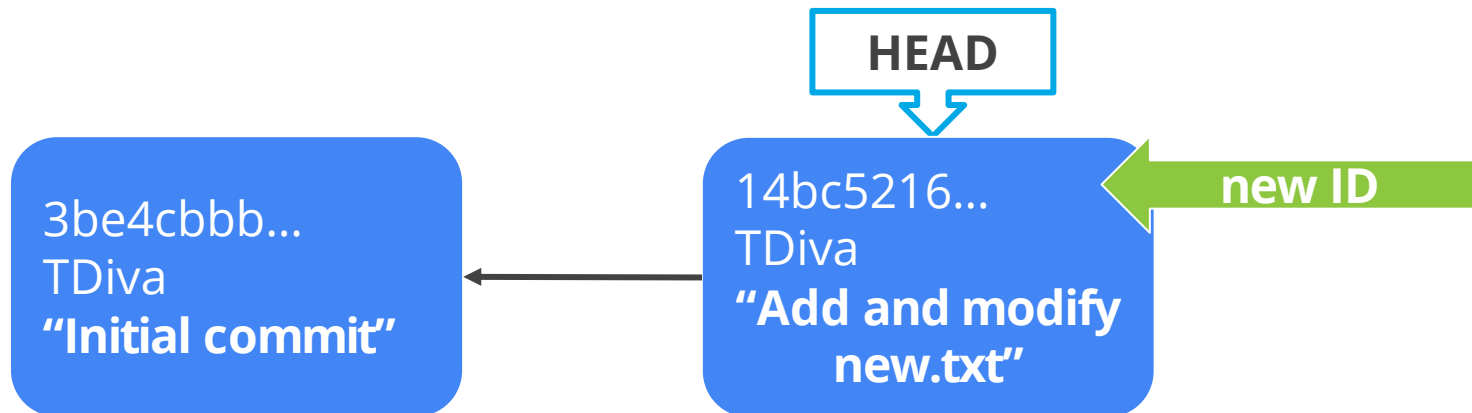 HEAD
3be4cbbb...
TDiva
“Initial commit”
14bc5216...
TDiva
“Add and modify
new.txt”
new ID